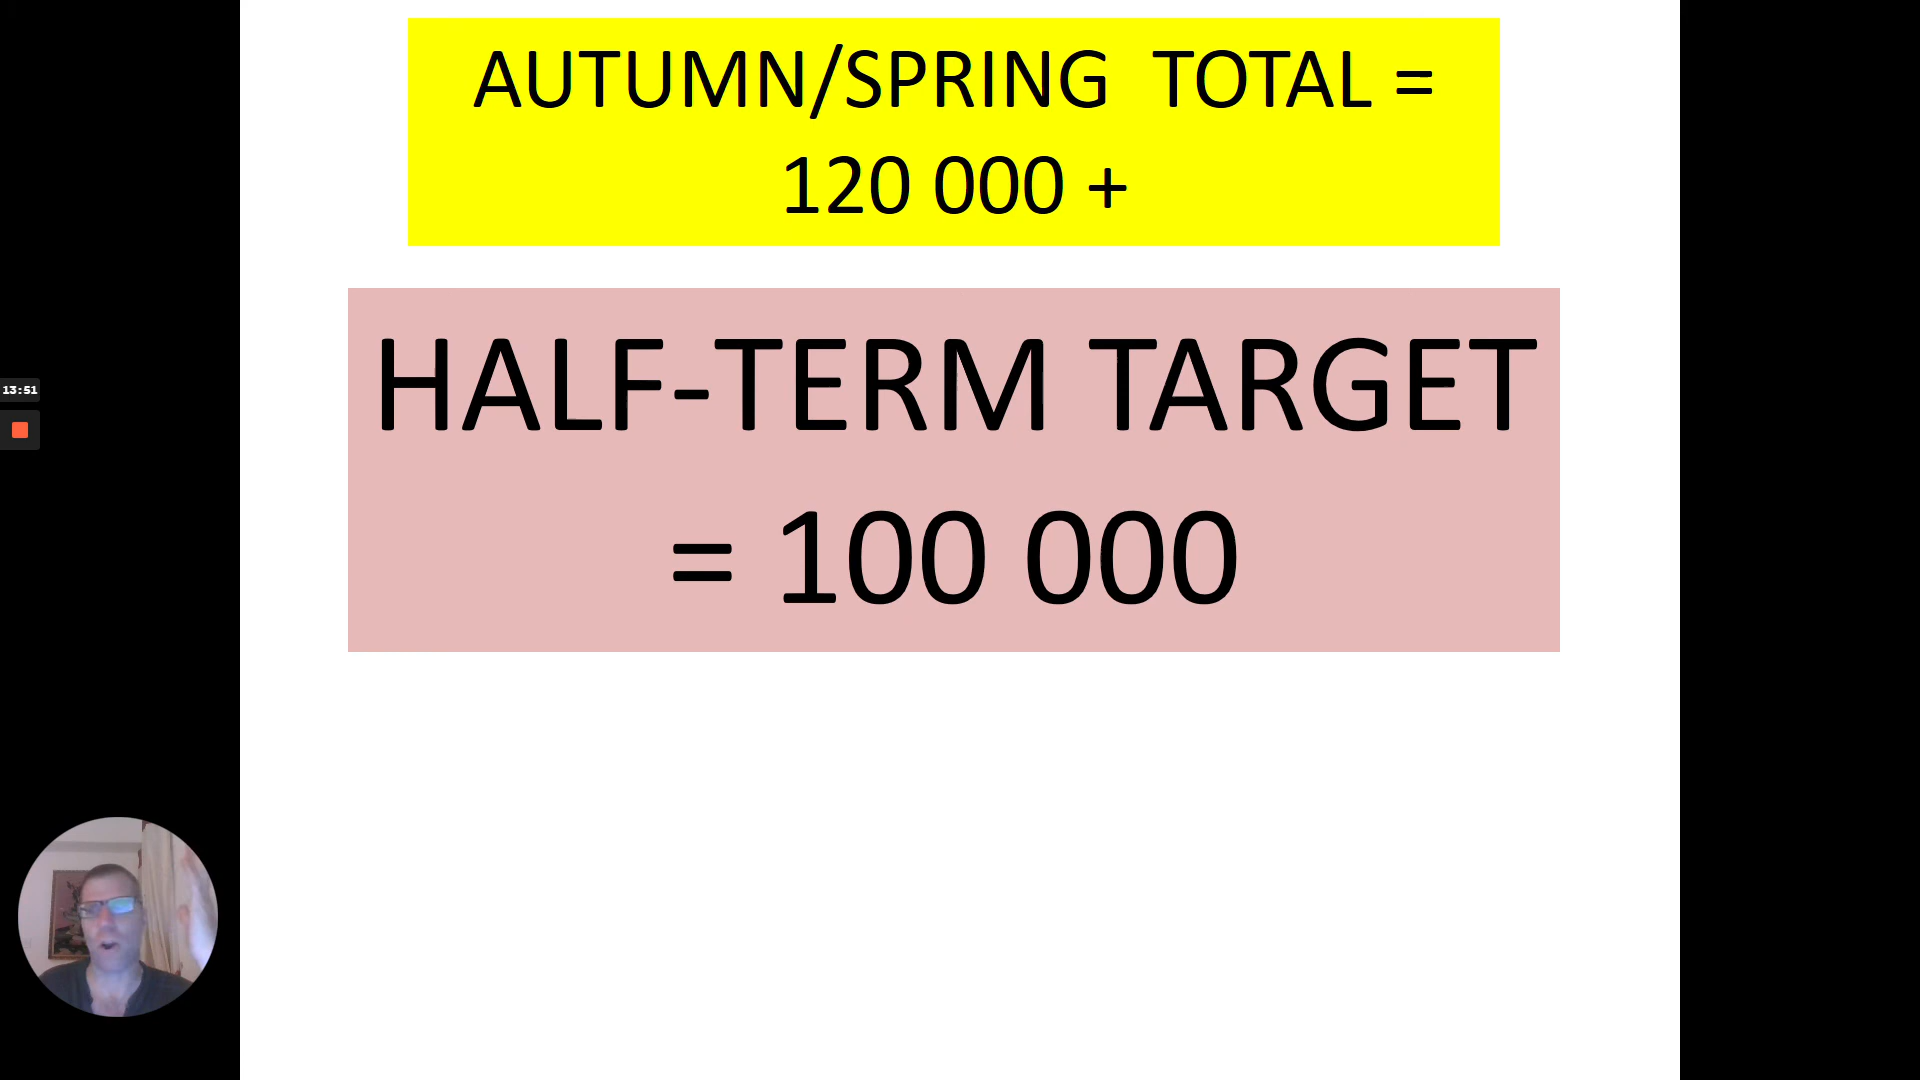 AUTUMN/SPRING TOTAL =
120 000 +
HALF-TERM TARGET
= 100 000
13:51